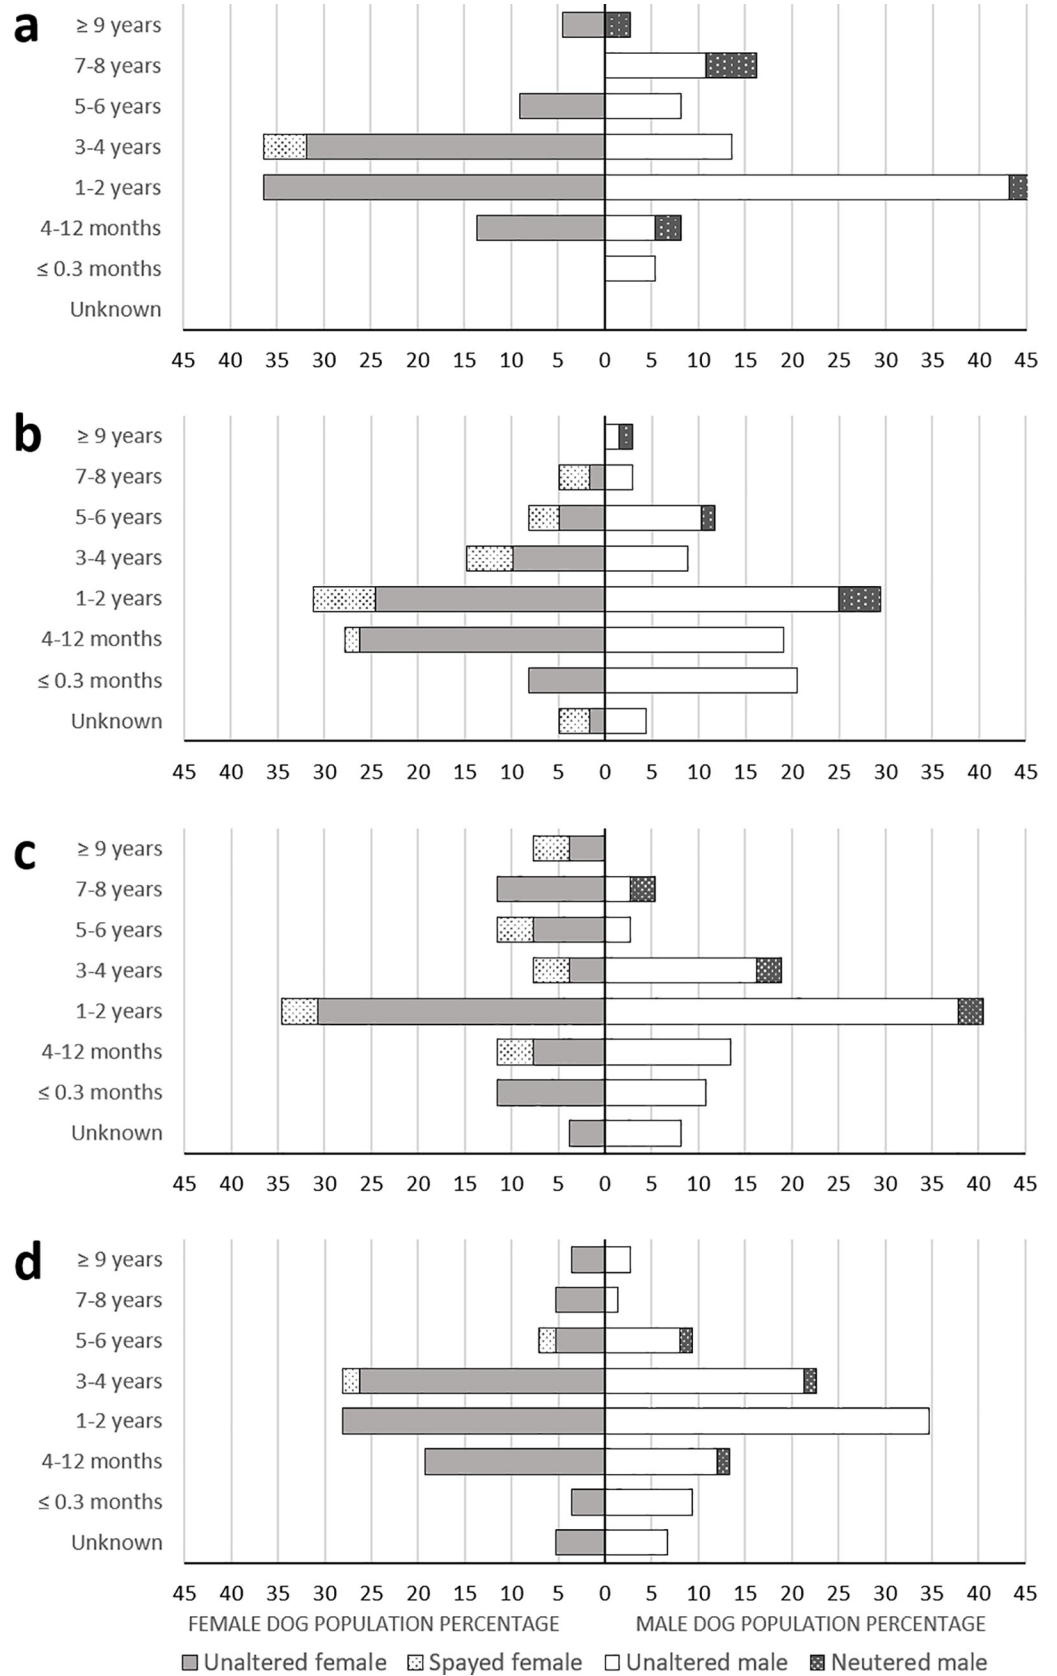 a
≥ 9 years
7-8 years
5-6 years
3-4 years
1-2 years
4-12 months
≤ 0.3 months
Unknown
45 40 35 30 25 20 15 10 5 0 5 10 15 20 25 30 35 40 45
b
≥ 9 years
7-8 years
5-6 years
3-4 years
1-2 years
4-12 months
≤ 0.3 months
Unknown
45 40 35 30 25 20 15 10 5 0 5 10 15 20 25 30 35 40 45
c
≥ 9 years
7-8 years
5-6 years
3-4 years
1-2 years
4-12 months
≤ 0.3 months
Unknown
45 40 35 30 25 20 15 10 5 0 5 10 15 20 25 30 35 40 45
d
≥ 9 years
7-8 years
5-6 years
3-4 years
1-2 years
4-12 months
≤ 0.3 months
Unknown
45 40 35 30 25 20 15 10 5 0 5 10 15 20 25 30 35 40 45
FEMALE DOG POPULATION PERCENTAGE MALE DOG POPULATION PERCENTAGE
Unaltered female Spayed female Unaltered male Neutered male